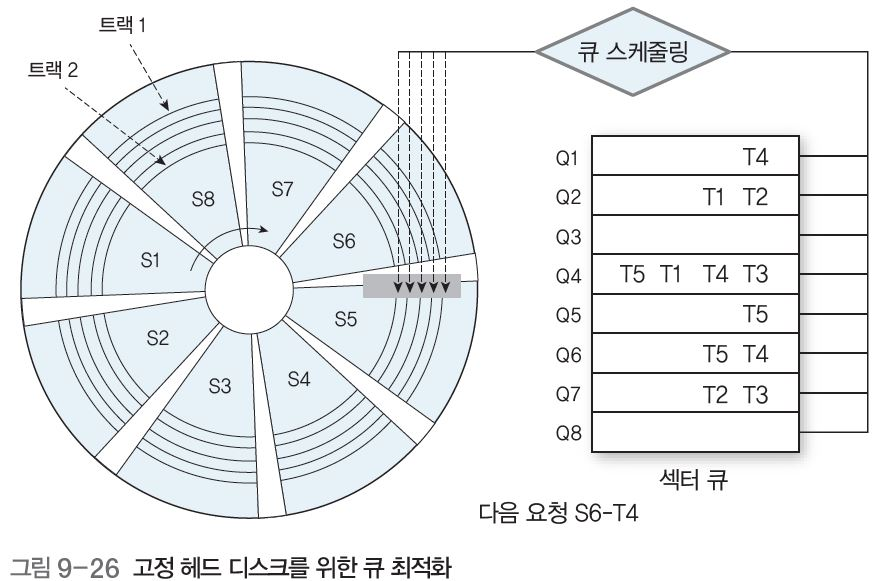 트랙 1
트랙 2
큐 스케줄링
S8
S7
S1
S6
S2
S5
S3
S4
Q1 T4
Q2 T1 T2
Q3
Q4 T5 T1 T4 T3
Q5 T5
Q6 T5 T4
Q7 T2 T3
Q8
섹터 큐
다음 요청 S6-T4
그림 9-26 고정 헤드 디스크를 위한 큐 최적화